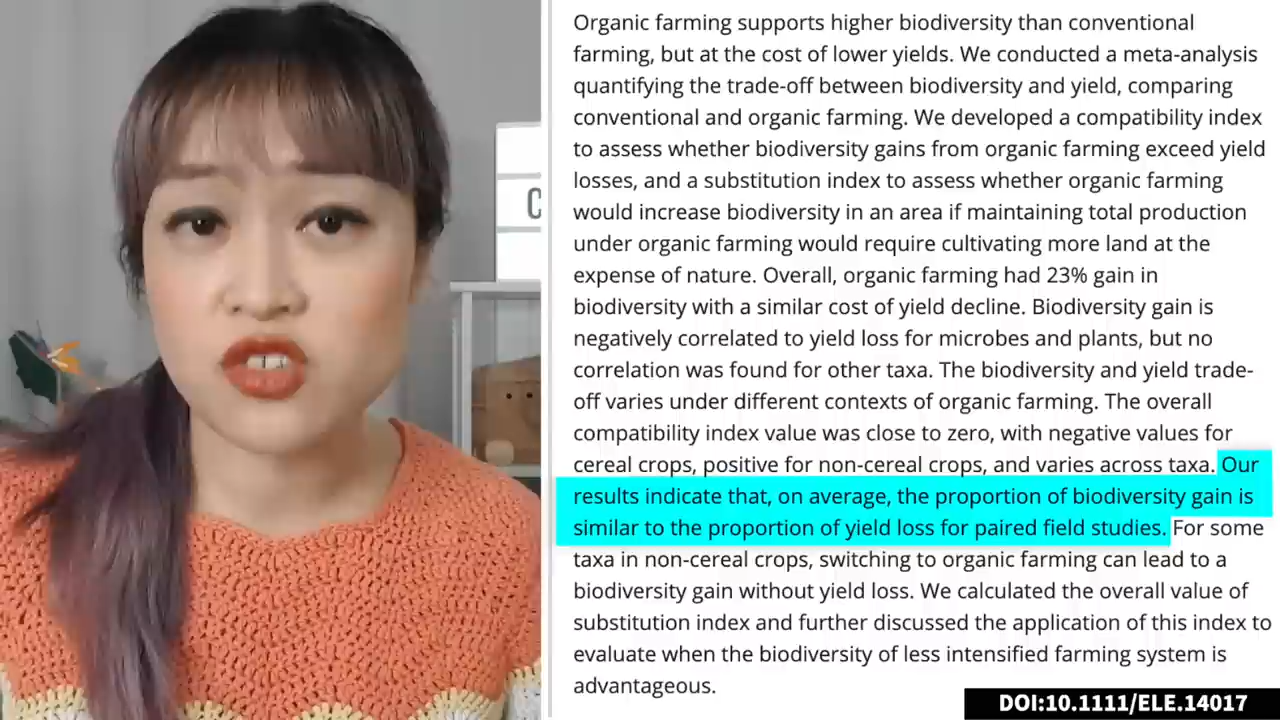 C
Organic farming supports higher biodiversity than conventional
farming, but at the cost of lower yields. We conducted a meta-analysis
quantifying the trade-off between biodiversity and yield, comparing
conventional and organic farming. We developed a compatibility index
to assess whether biodiversity gains from organic farming exceed yield
losses, and a substitution index to assess whether organic farming
would increase biodiversity in an area if maintaining total production
under organic farming would require cultivating more land at the
expense of nature. Overall, organic farming had 23% gain in
biodiversity with a similar cost of yield decline. Biodiversity gain is
negatively correlated to yield loss for microbes and plants, but no
correlation was found for other taxa. The biodiversity and yield trade-
off varies under different contexts of organic farming. The overall
compatibility index value was close to zero, with negative values for
cereal crops, positive for non-cereal crops, and varies across taxa. Our
results indicate that, on average, the proportion of biodiversity gain is
similar to the proportion of yield loss for paired field studies. For some
taxa in non-cereal crops, switching to organic farming can lead to a
biodiversity gain without yield loss. We calculated the overall value of
substitution index and further discussed the application of this index to
evaluate when the biodiversity of less intensified farming system is
advantageous.
DOI:10.1111/ELE.14017